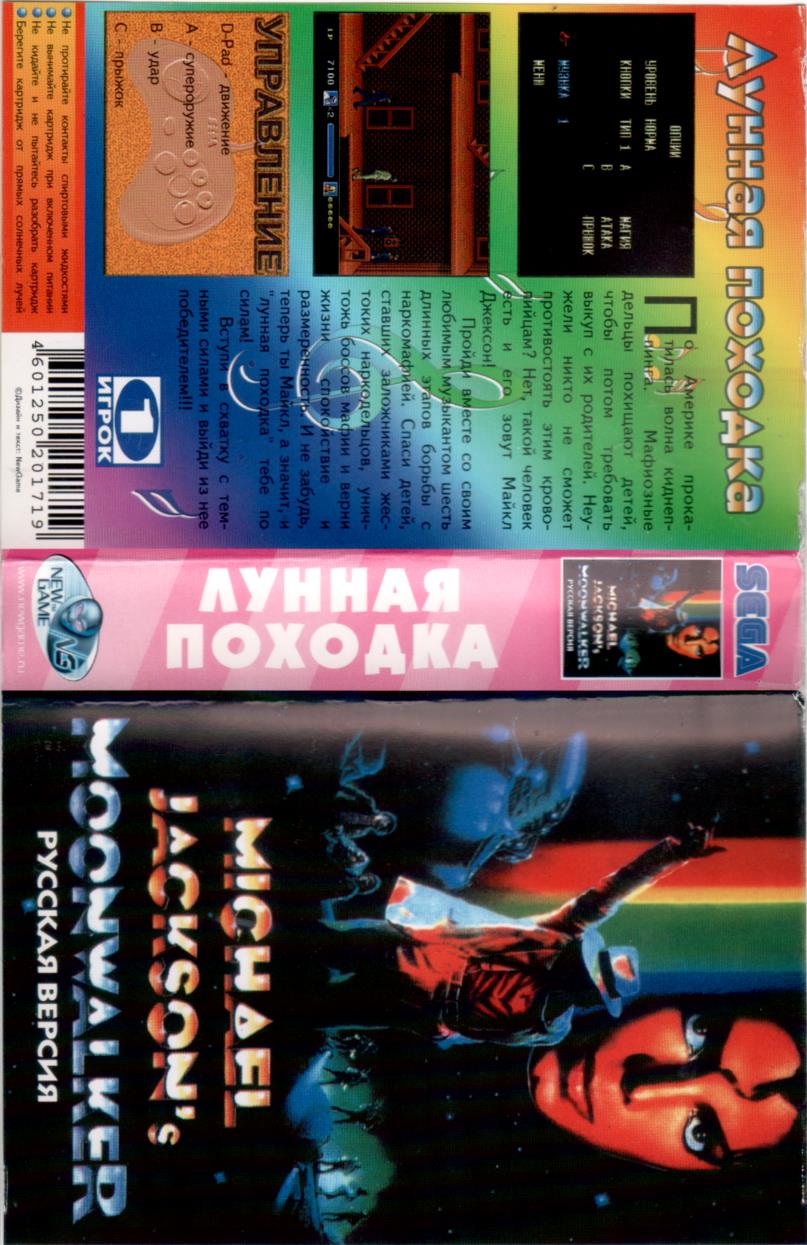 Лунная походка
ОПЦИИ
УРОВЕНЬ НОРМА
КНОПКИ ТИП 1 A МАГИЯ
B АТАКА
C ПРЫЖОК
МУЗЫКА 1
МЕНЮ
1P 7100 -2
УПРАВЛЕНИЕ
D-Pad - движение
SEGA
A - супероружие
B - удар
C - прыжок
По Америке прока-
тилась волна киднеп-
пинга. Мафиозные
дельцы похищают детей,
чтобы потом требовать
выкуп с их родителей. Неу-
жели никто не сможет
противостоять этим крово-
пийцам? Нет, такой человек
есть и его зовут Майкл
Джексон!
Пройди вместе со своим
любимым музыкантом шесть
длинных этапов борьбы с
наркомафией. Спаси детей,
ставших заложниками жес-
токих наркодельцов, унич-
тожь боссов мафии и верни
жизни спокойствие и
размеренность. И не забудь,
теперь ты Майкл, а значит, и
"лунная походка" тебе по
силам!
Вступи в схватку с тем-
ными силами и выйди из нее
победителем!!!
1
ИГРОК
Не протирайте контакты спиртовыми жидкостями
Не вынимайте картридж при включенном питании
Не кидайте и не пытайтесь разобрать картридж
Берегите картридж от прямых солнечных лучей
4 601250 201719
©Дизайн и текст: NewGame
SEGA
MICHAEL
JACKSON's
MOONWALKER
РУССКАЯ ВЕРСИЯ
ЛУННАЯ
ПОХОДКА
NEW™
GAME
NG
www.newgame.ru
MICHAEL
JACKSON's
MOONWALKER
РУССКАЯ ВЕРСИЯ